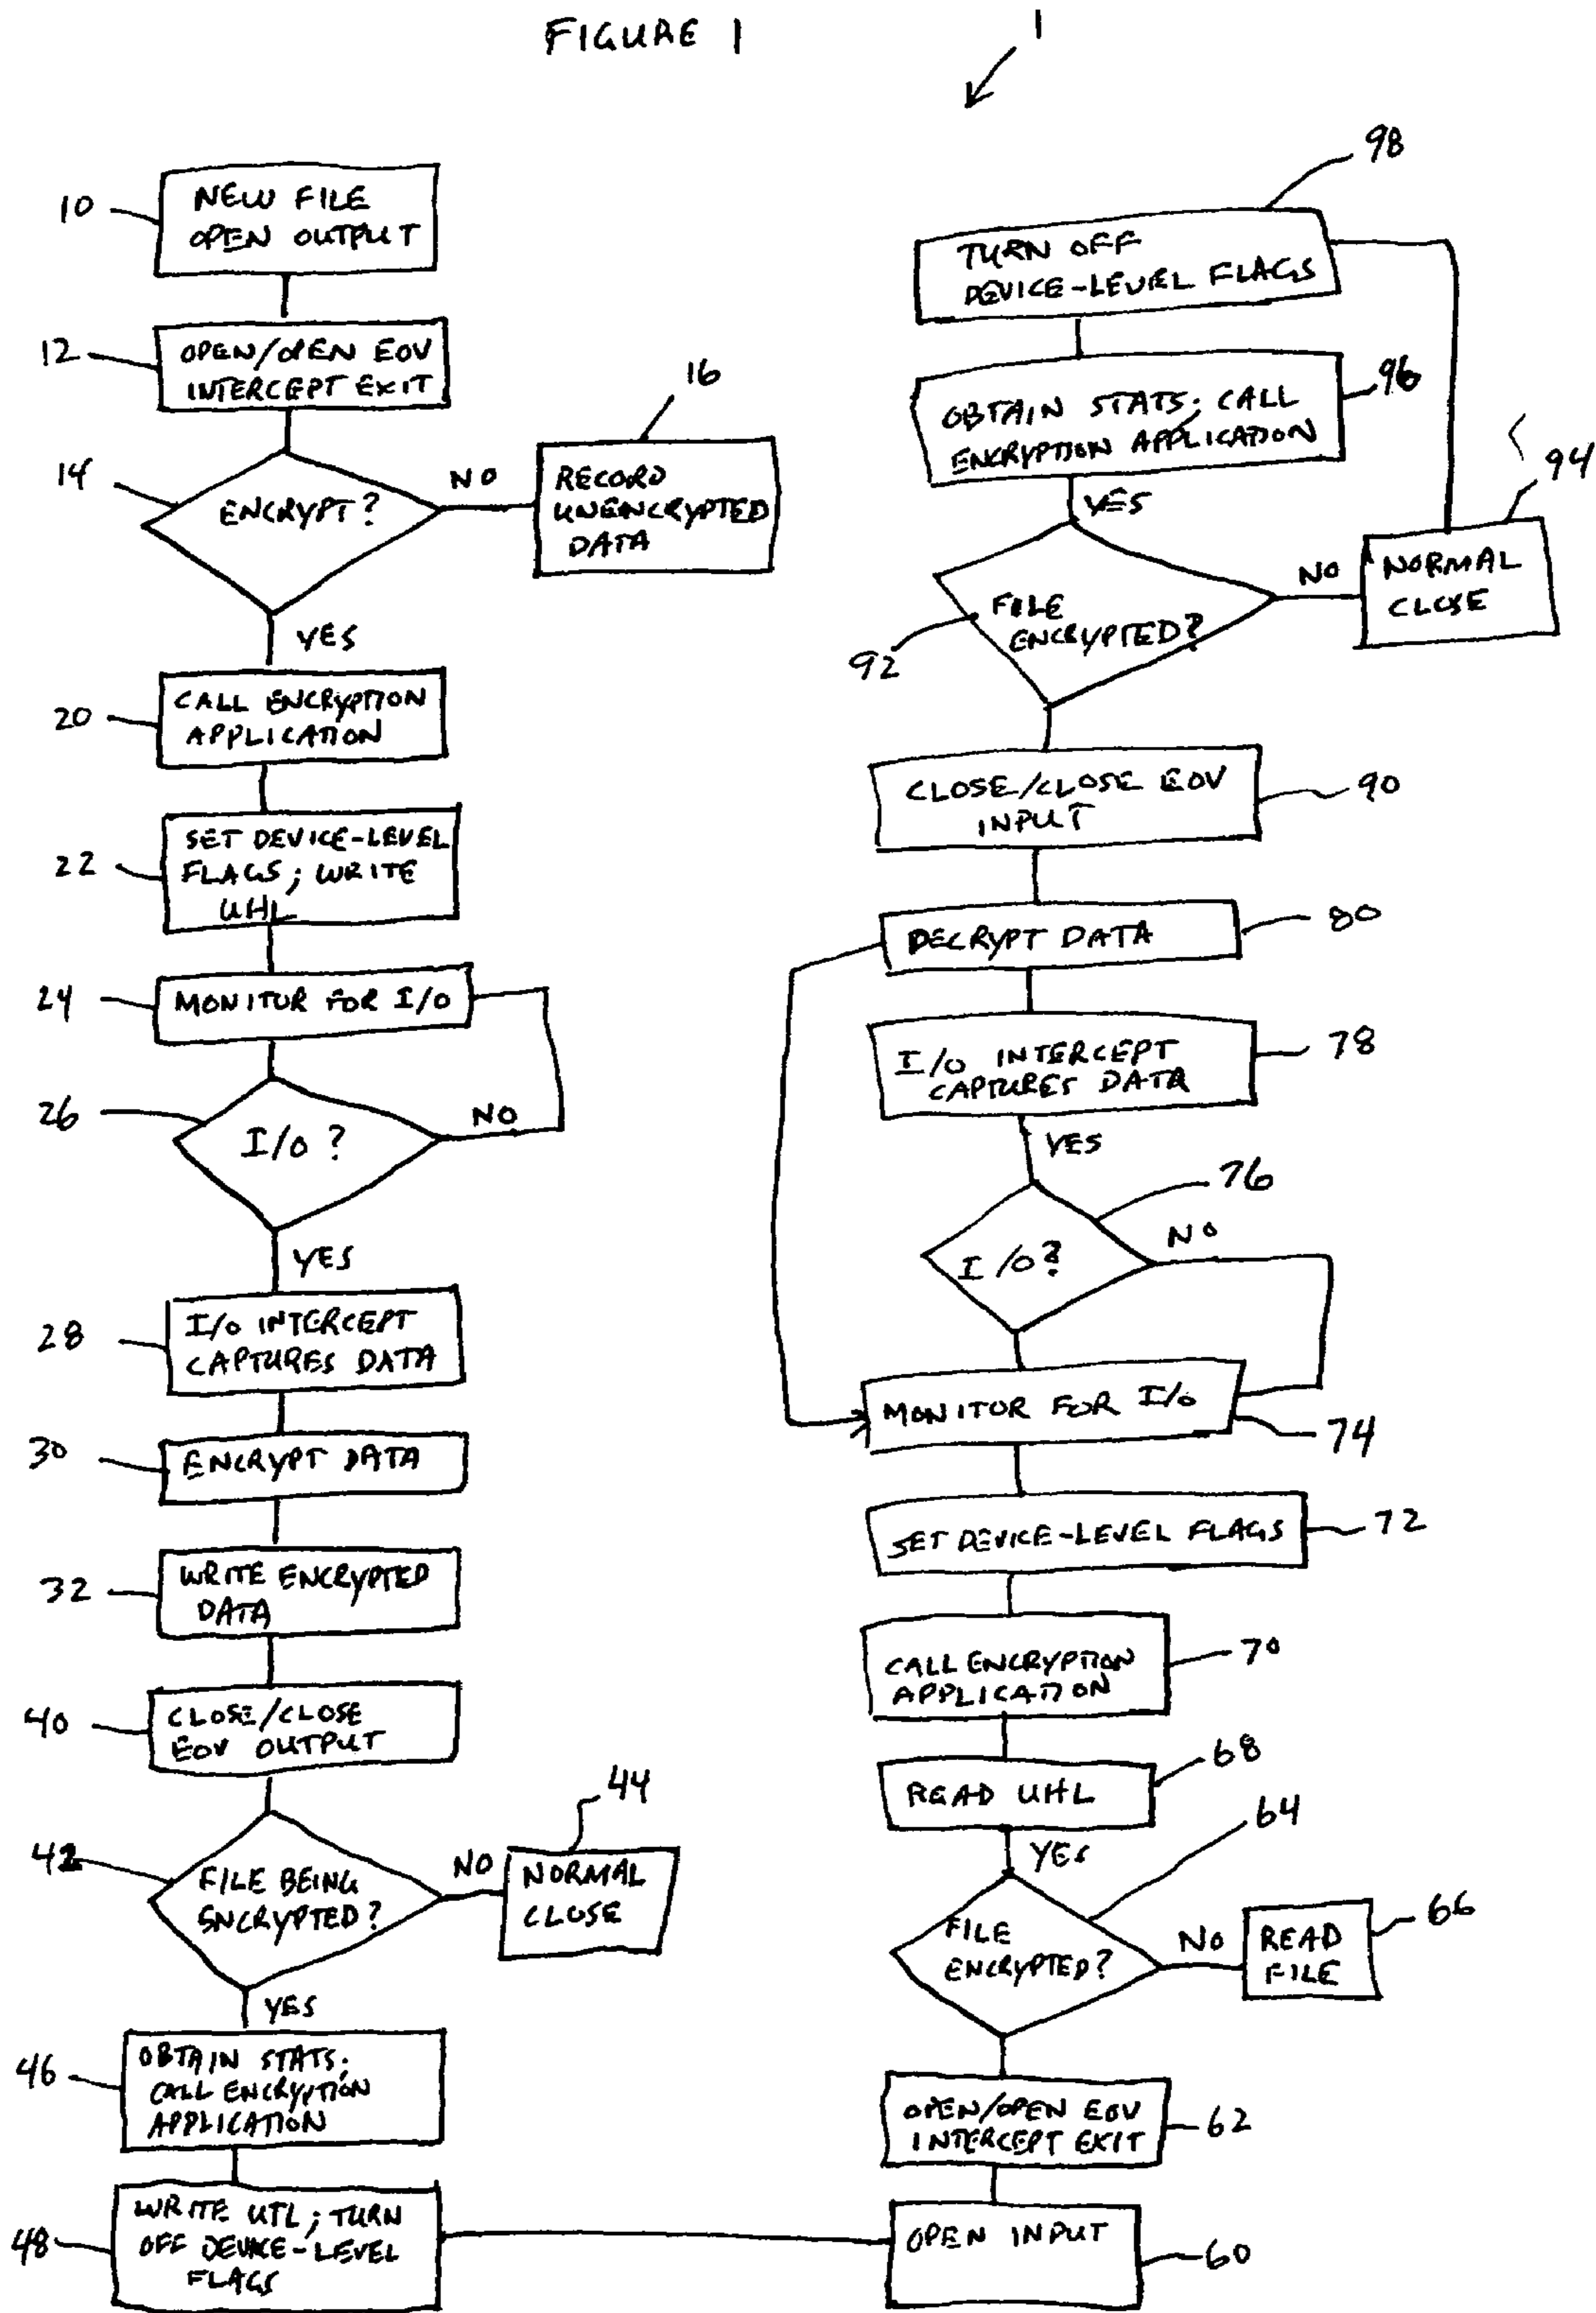 FIGURE 1
1
10
NEW FILE
OPEN OUTPUT
12
OPEN/OPEN EOV
INTERCEPT EXIT
14
ENCRYPT?
NO
16
RECORD
UNENCRYPTED
DATA
YES
20
CALL ENCRYPTION
APPLICATION
22
SET DEVICE-LEVEL
FLAGS; WRITE
UHL
24
MONITOR FOR I/O
26
I/O?
NO
YES
28
I/O INTERCEPT
CAPTURES DATA
30
ENCRYPT DATA
32
WRITE ENCRYPTED
DATA
40
CLOSE/CLOSE
EOV OUTPUT
42
FILE BEING
ENCRYPTED?
NO
44
NORMAL
CLOSE
YES
46
OBTAIN STATS;
CALL ENCRYPTION
APPLICATION
48
WRITE UTL; TURN
OFF DEVICE-LEVEL
FLAGS
98
TURN OFF
DEVICE-LEVEL FLAGS
96
OBTAIN STATS; CALL
ENCRYPTION APPLICATION
94
YES
FILE
ENCRYPTED?
92
NO
NORMAL
CLOSE
CLOSE/CLOSE EOV
INPUT
90
DECRYPT DATA
80
I/O INTERCEPT
CAPTURES DATA
78
YES
76
I/O?
NO
MONITOR FOR I/O
74
SET DEVICE-LEVEL FLAGS
72
CALL ENCRYPTION
APPLICATION
70
READ UHL
68
YES
64
FILE
ENCRYPTED?
NO
READ
FILE
66
OPEN/OPEN EOV
INTERCEPT EXIT
62
OPEN INPUT
60